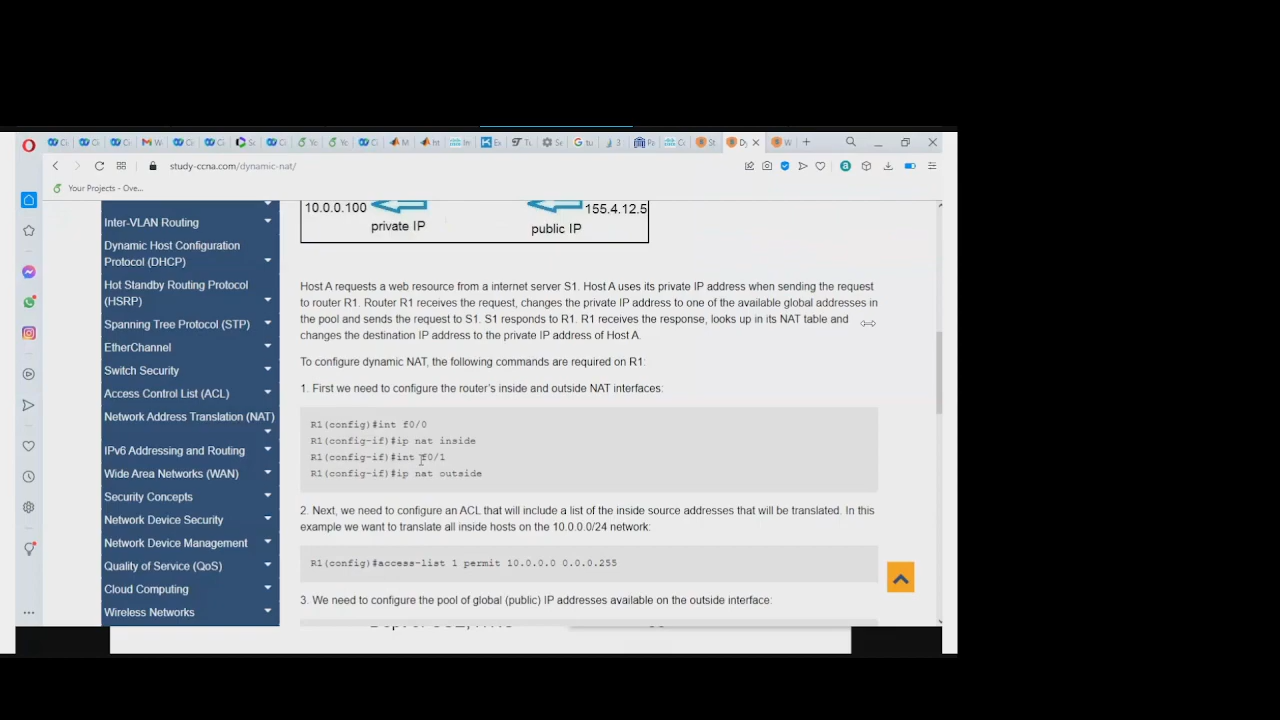 study-ccna.com/dynamic-nat/
Your Projects - Ove...
10.0.0.100
155.4.12.5
private IP
public IP
Inter-VLAN Routing
Dynamic Host Configuration
Protocol (DHCP)
Hot Standby Routing Protocol
(HSRP)
Spanning Tree Protocol (STP)
EtherChannel
Switch Security
Access Control List (ACL)
Network Address Translation (NAT)
IPv6 Addressing and Routing
Wide Area Networks (WAN)
Security Concepts
Network Device Security
Network Device Management
Quality of Service (QoS)
Cloud Computing
Wireless Networks
Host A requests a web resource from a internet server S1. Host A uses its private IP address when sending the request
to router R1. Router R1 receives the request, changes the private IP address to one of the available global addresses in
the pool and sends the request to S1. S1 responds to R1. R1 receives the response, looks up in its NAT table and
changes the destination IP address to the private IP address of Host A.
To configure dynamic NAT, the following commands are required on R1:
1. First we need to configure the router's inside and outside NAT interfaces:
R1(config)#int f0/0
R1(config-if)#ip nat inside
R1(config-if)#int f0/1
R1(config-if)#ip nat outside
2. Next, we need to configure an ACL that will include a list of the inside source addresses that will be translated. In this
example we want to translate all inside hosts on the 10.0.0.0/24 network:
R1(config)#access-list 1 permit 10.0.0.0 0.0.0.255
3. We need to configure the pool of global (public) IP addresses available on the outside interface: